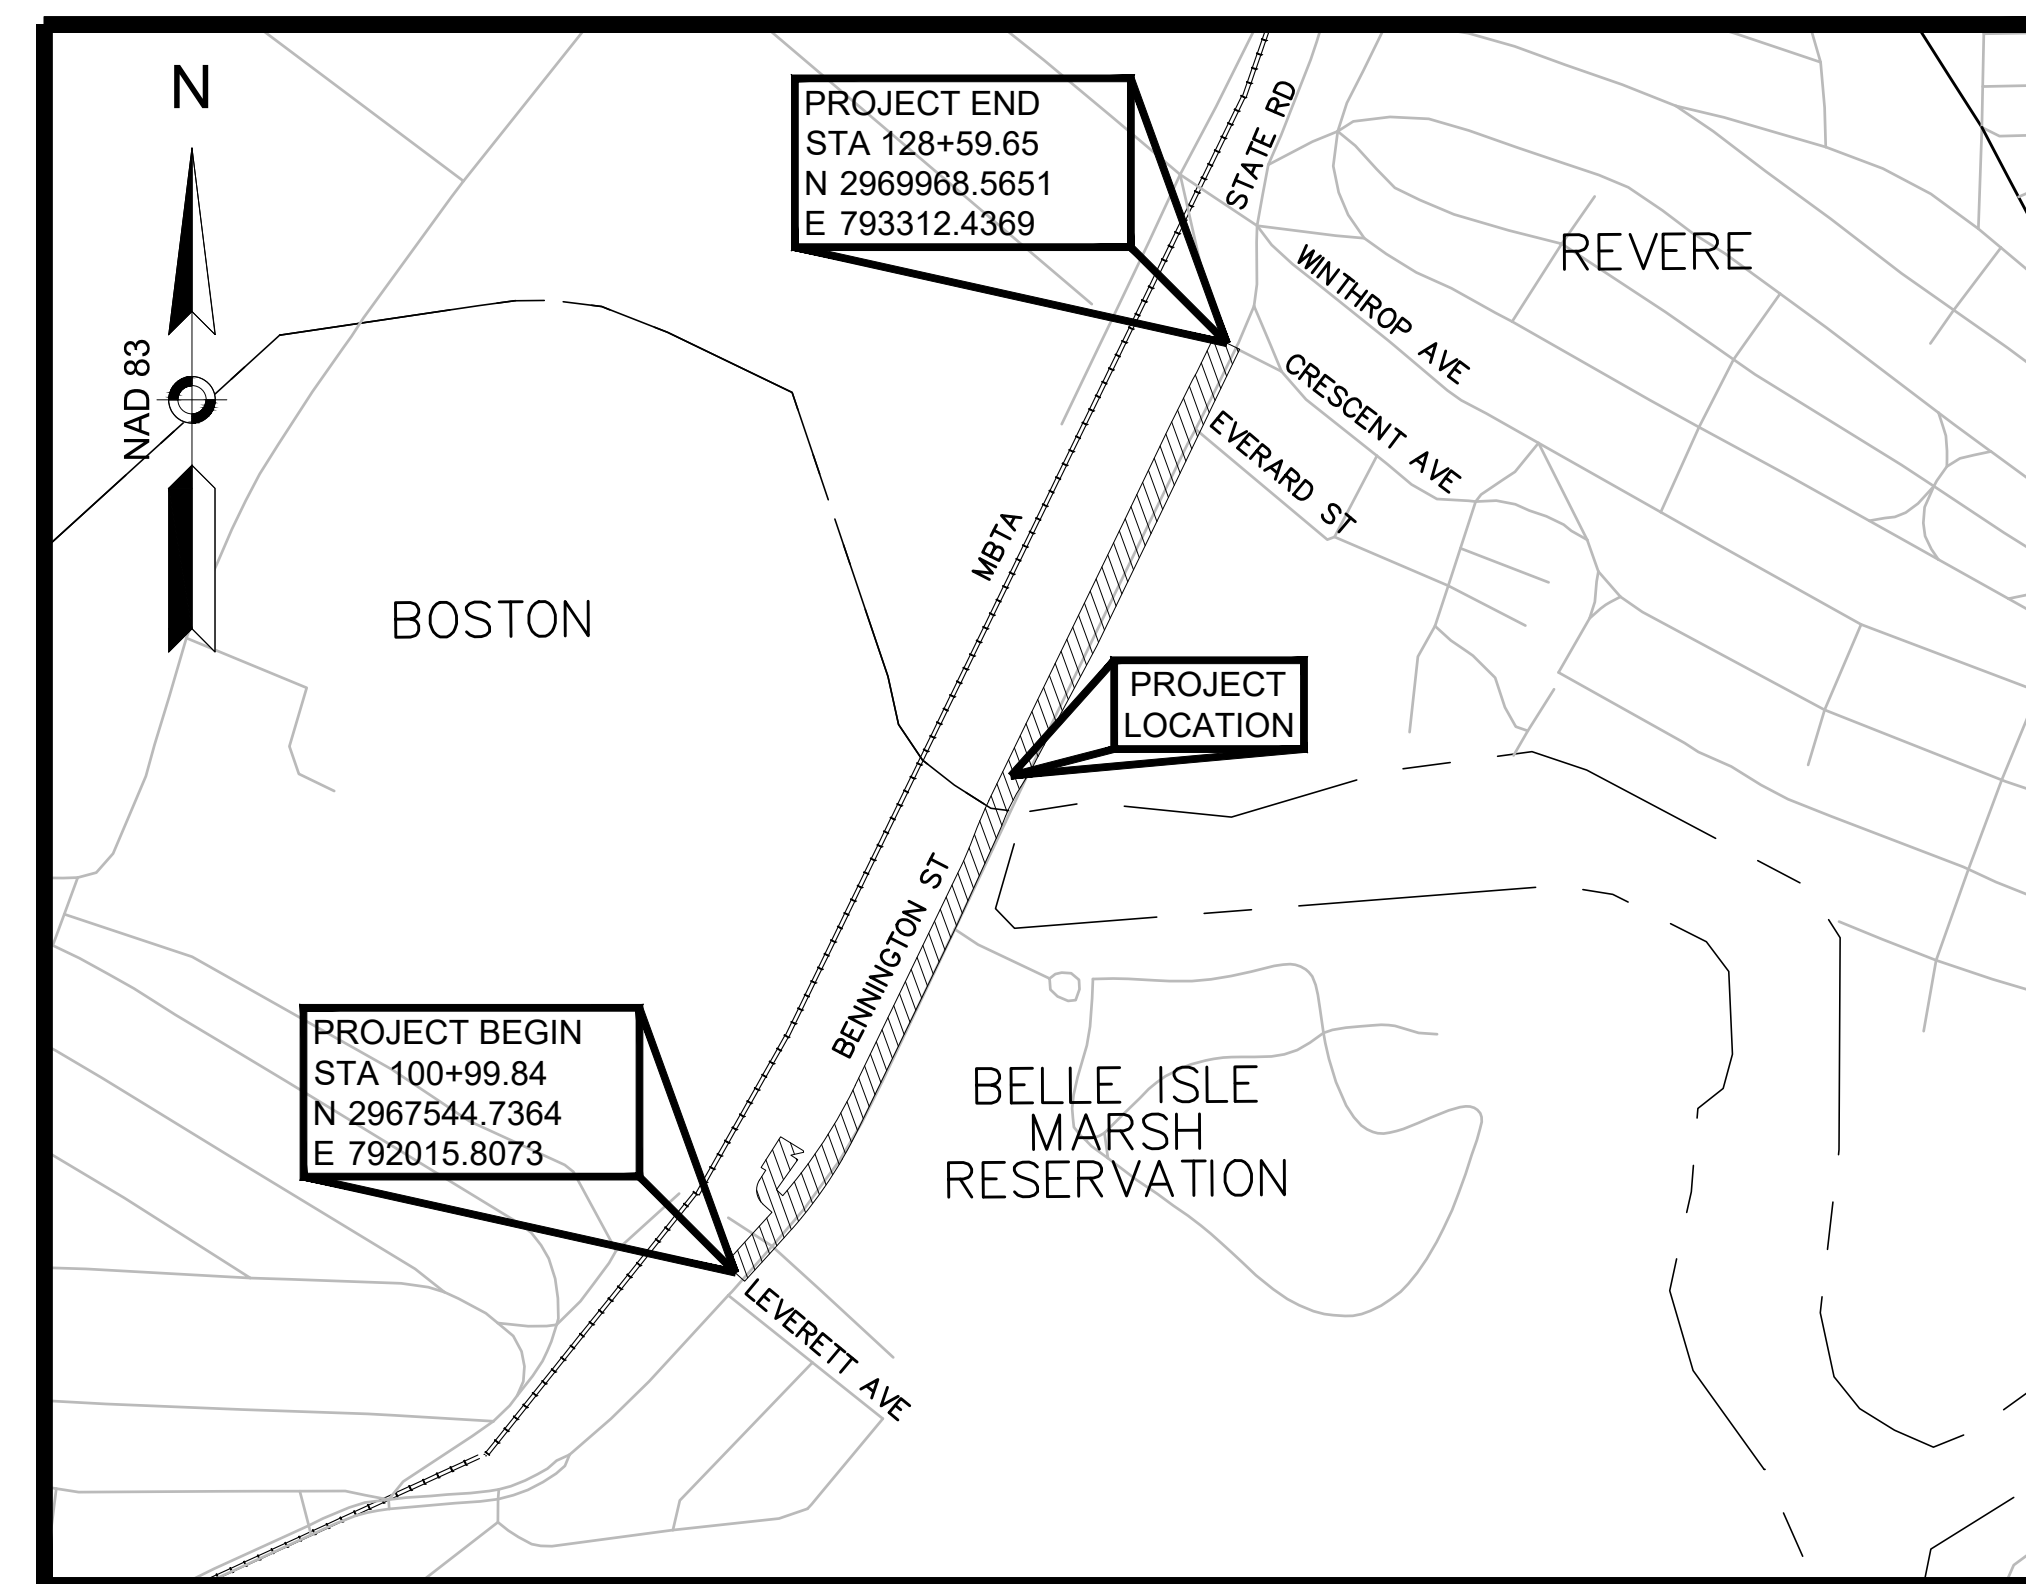 N
NAD 83
PROJECT END
STA 128+59.65
N 2969968.5651
E 793312.4369
STATE RD
REVERE
WINTHROP AVE
CRESCENT AVE
EVERARD ST
MBTA
BOSTON
PROJECT
LOCATION
BENNINGTON ST
PROJECT BEGIN
STA 100+99.84
N 2967544.7364
E 792015.8073
BELLE ISLE
MARSH
RESERVATION
LEVERETT AVE